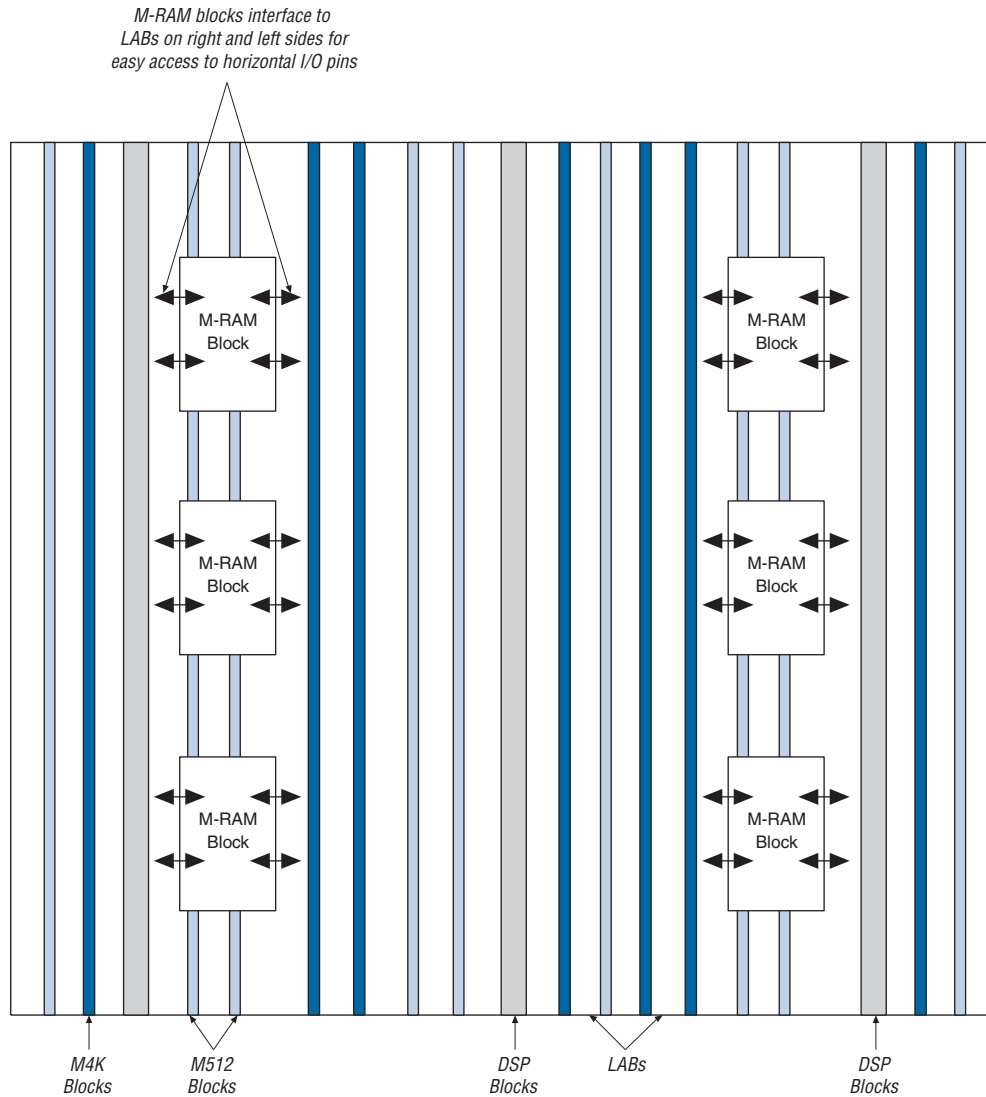 M-RAM blocks interface to
LABs on right and left sides for
easy access to horizontal I/O pins
M-RAM
Block
M-RAM
Block
M-RAM
Block
M-RAM
Block
M-RAM
Block
M-RAM
Block
M4K
Blocks
M512
Blocks
DSP
Blocks
LABs
DSP
Blocks